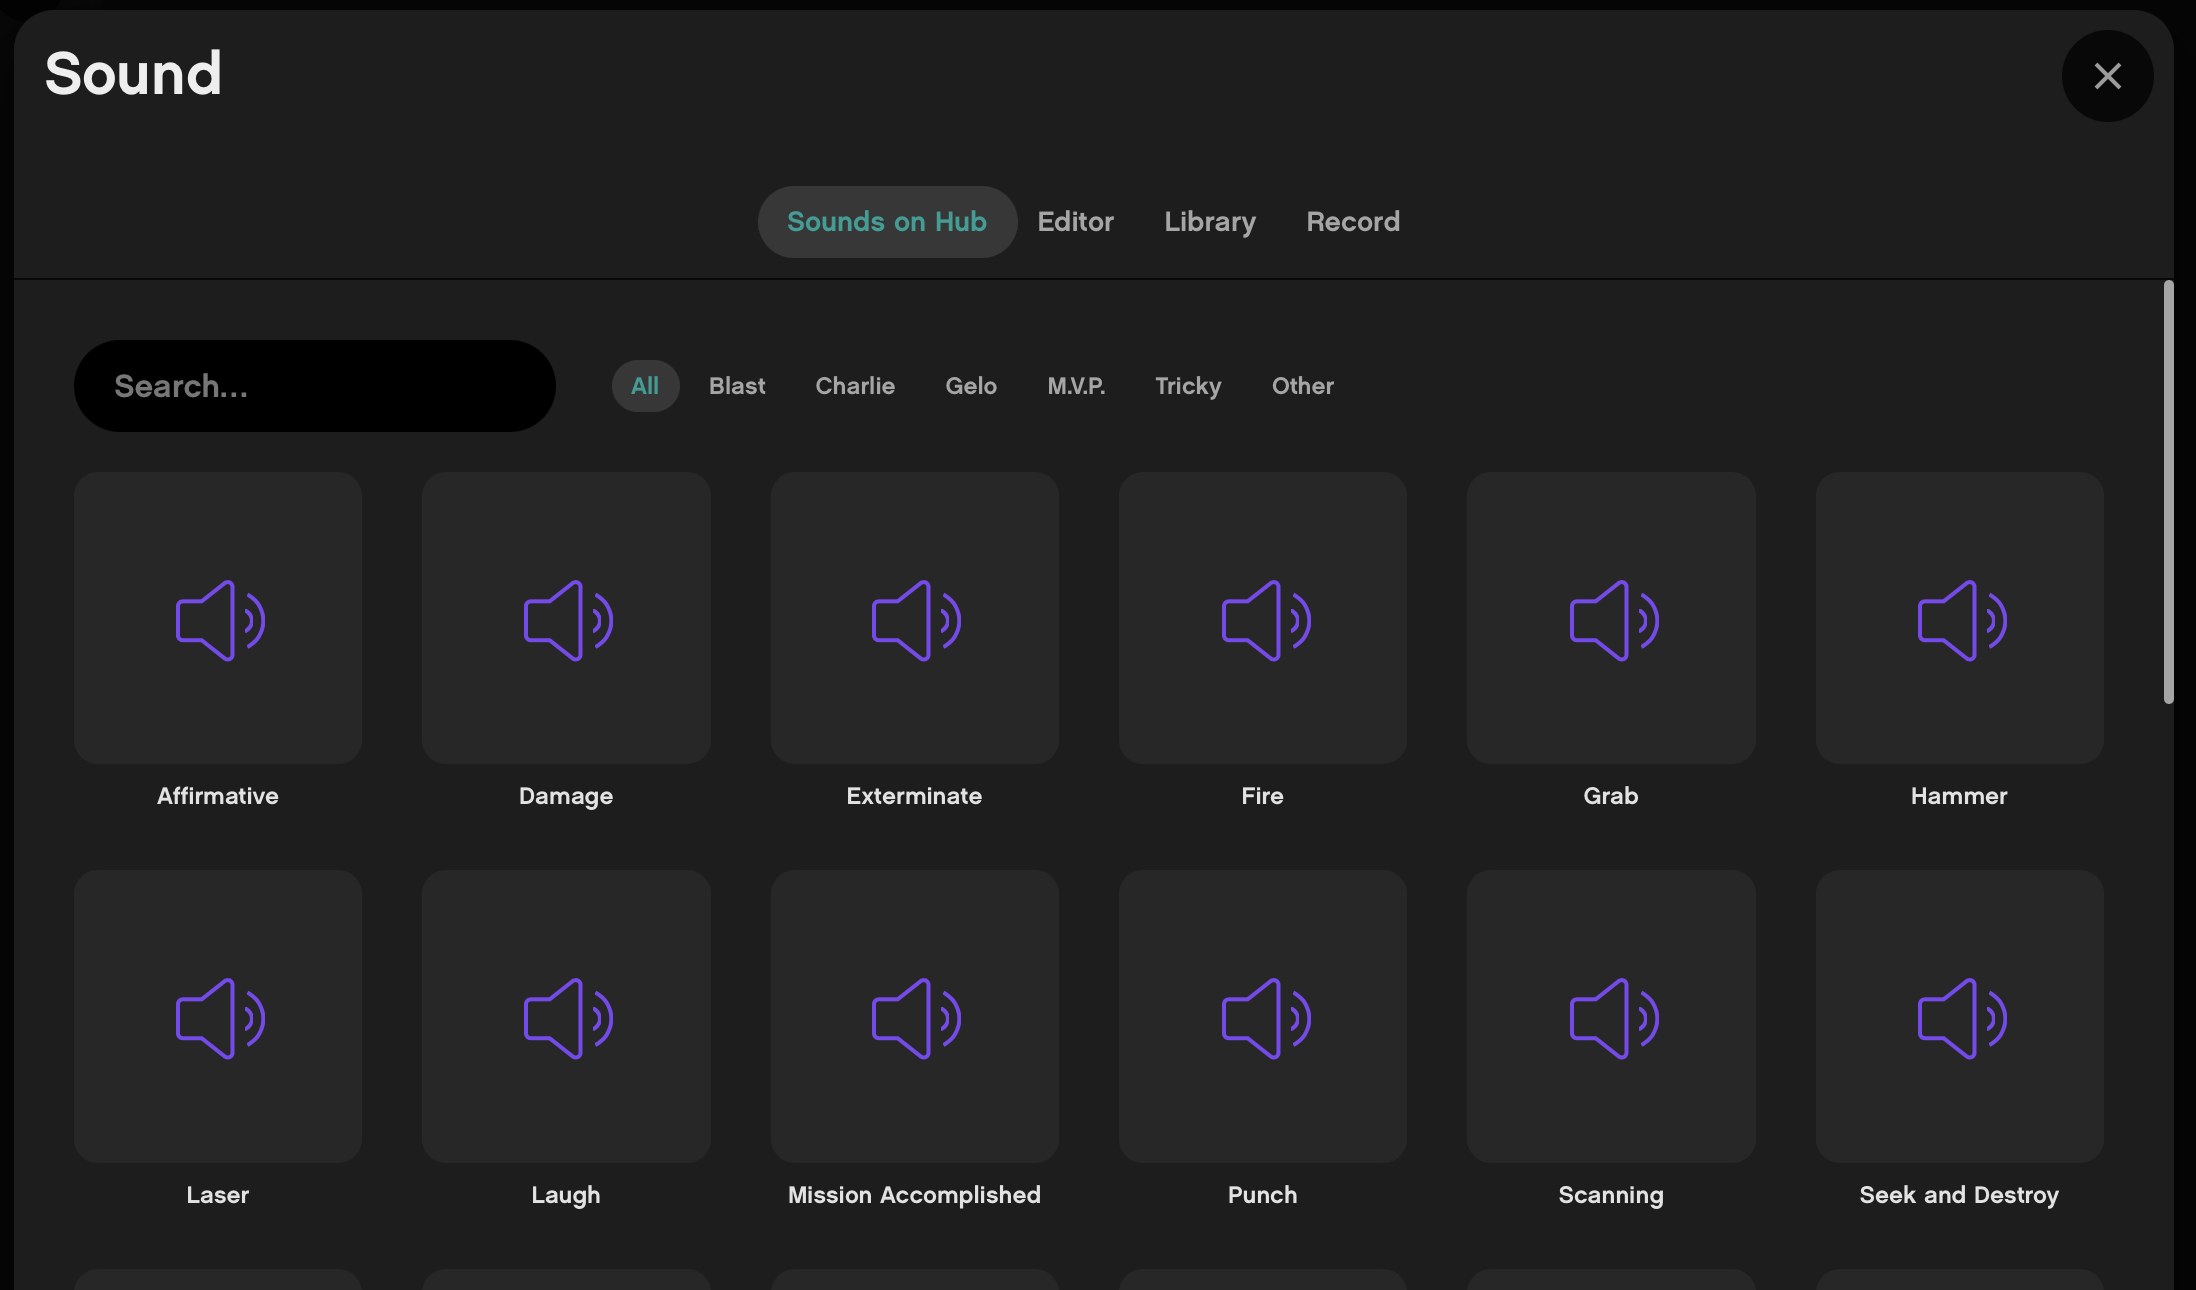 Sound
Sounds on Hub Editor Library Record
Search... All Blast Charlie Gelo M.V.P. Tricky Other
Affirmative Damage Exterminate Fire Grab Hammer
Laser Laugh Mission Accomplished Punch Scanning Seek and Destroy